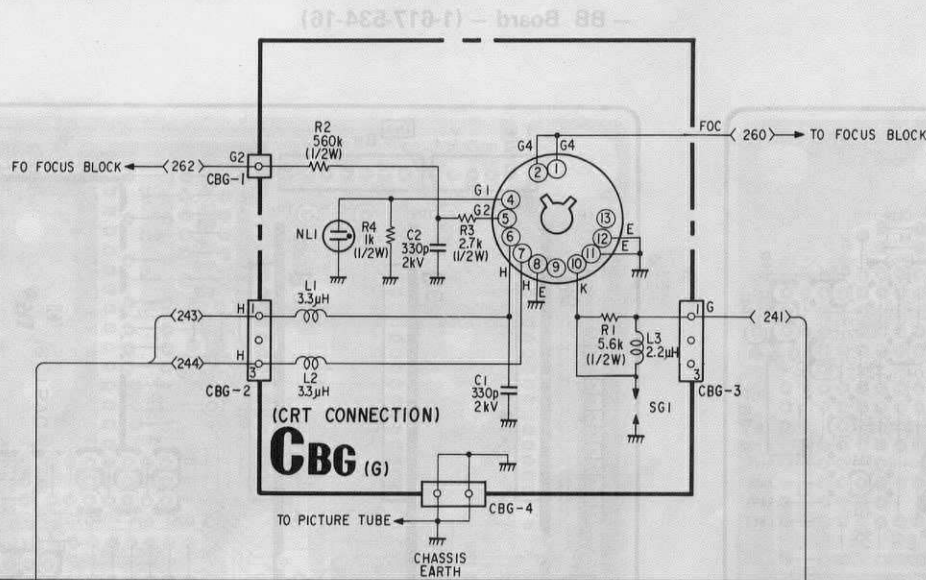 — BB Board — (1-617-534-16)
R2
560k
(1/2W)
FOC
260
TO FOCUS BLOCK
G4
G4
2
1
FO FOCUS BLOCK
262
G2
CBG-1
G1
4
G2
5
6
7
8
9
10
11
12
13
NL1
R4
1k
(1/2W)
C2
330p
2kV
R3
2.7k
(1/2W)
E
E
H
H
E
K
L1
3.3μH
243
H
1
244
H
3
CBG-2
L2
3.3μH
C1
330p
2kV
R1
5.6k
(1/2W)
L3
2.2μH
1
G
241
3
CBG-3
SG1
(CRT CONNECTION)
CBG (G)
CBG-4
TO PICTURE TUBE
CHASSIS
EARTH